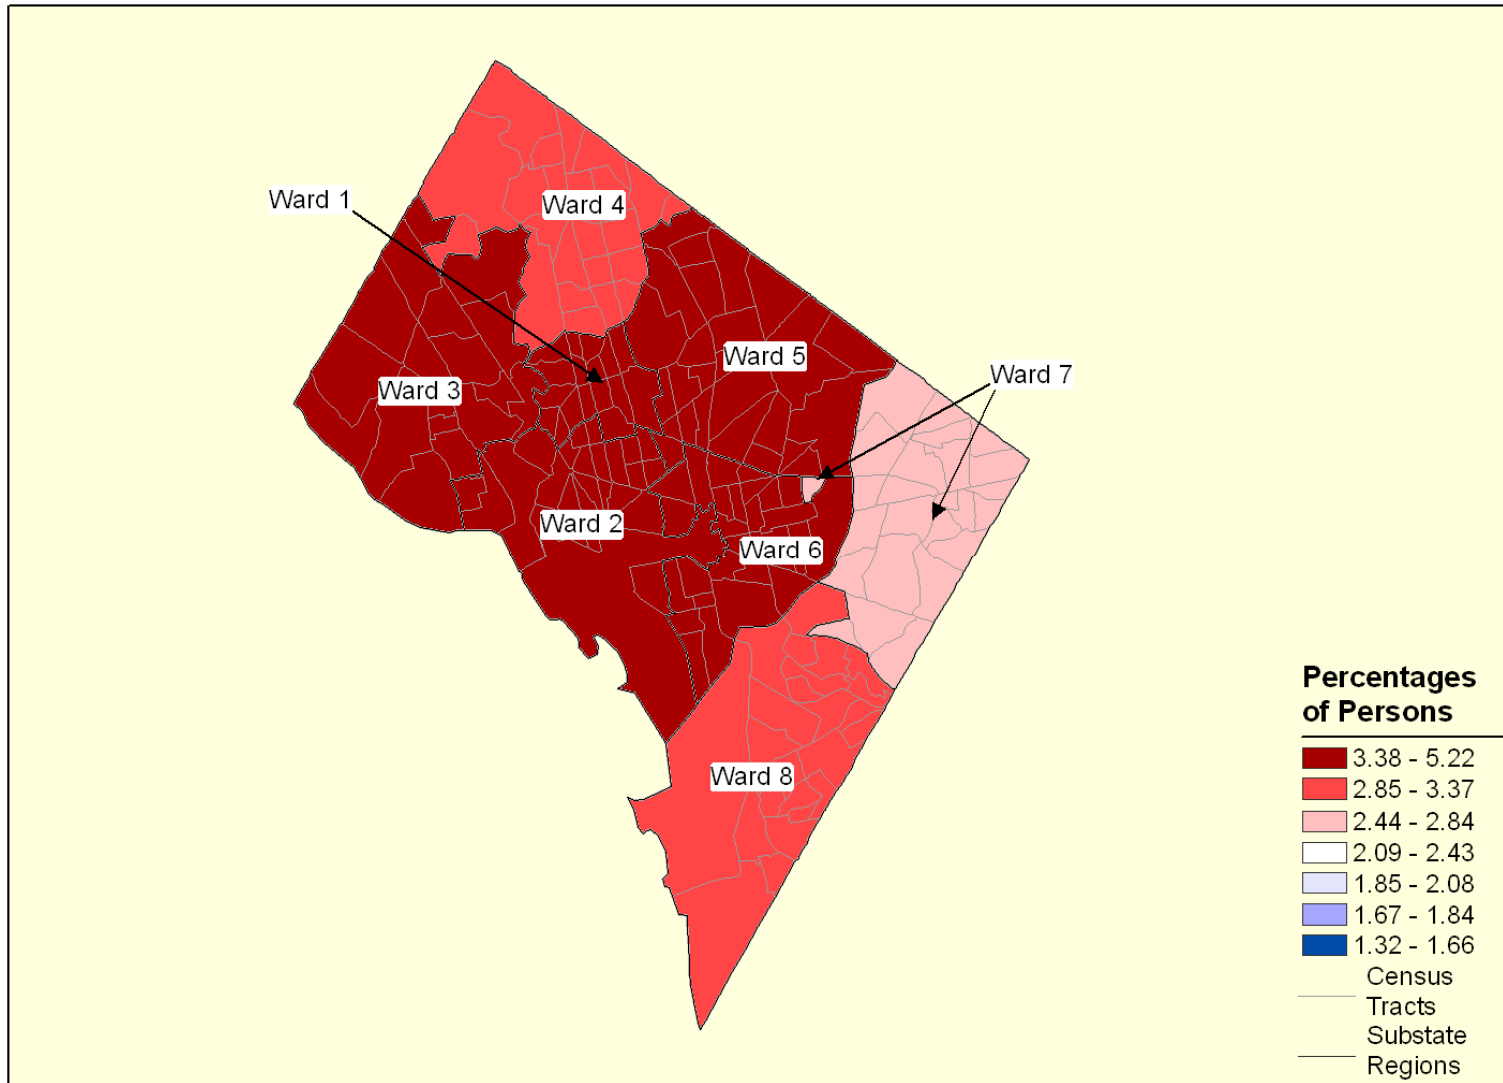 Ward 1
Ward 4
Ward 5
Ward 7
Ward 3
Ward 2
Ward 6
Ward 8
Percentages
of Persons
3.38 - 5.22
2.85 - 3.37
2.44 - 2.84
2.09 - 2.43
1.85 - 2.08
1.67 - 1.84
1.32 - 1.66
Census
Tracts
Substate
Regions